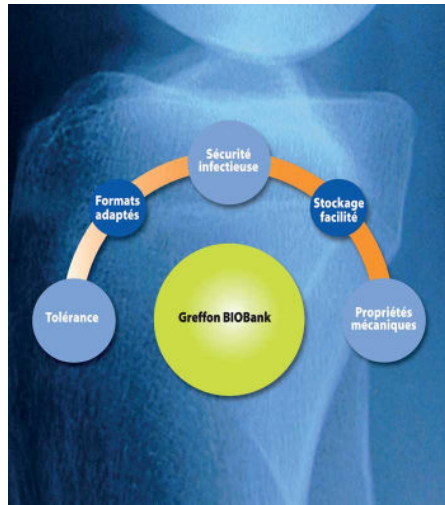 Sécurité
infectieuse
Formats
adaptés
Stockage
facilité
Tolérance
Greffon BIOBank
Propriétés
mécaniques